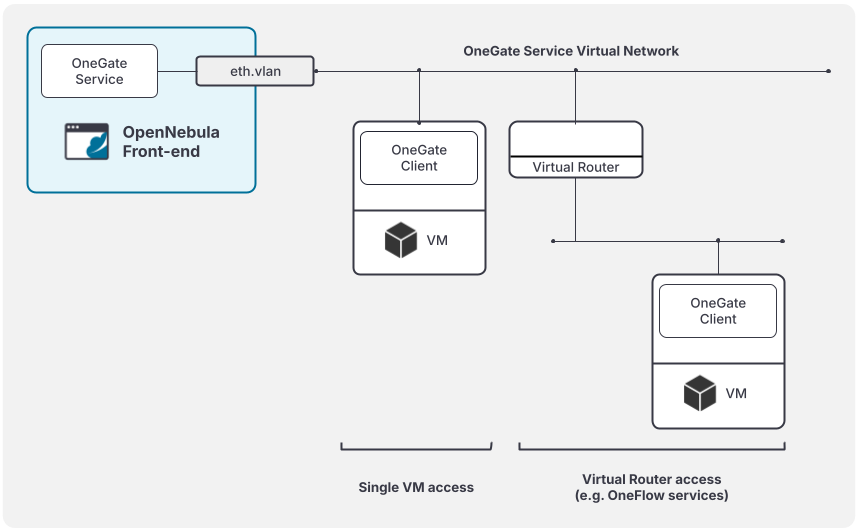 OneGate Service Virtual Network
OneGate
Service
eth.vlan
OpenNebula
Front-end
OneGate
Client
VM
Virtual Router
OneGate
Client
VM
Single VM access
Virtual Router access
(e.g. OneFlow services)